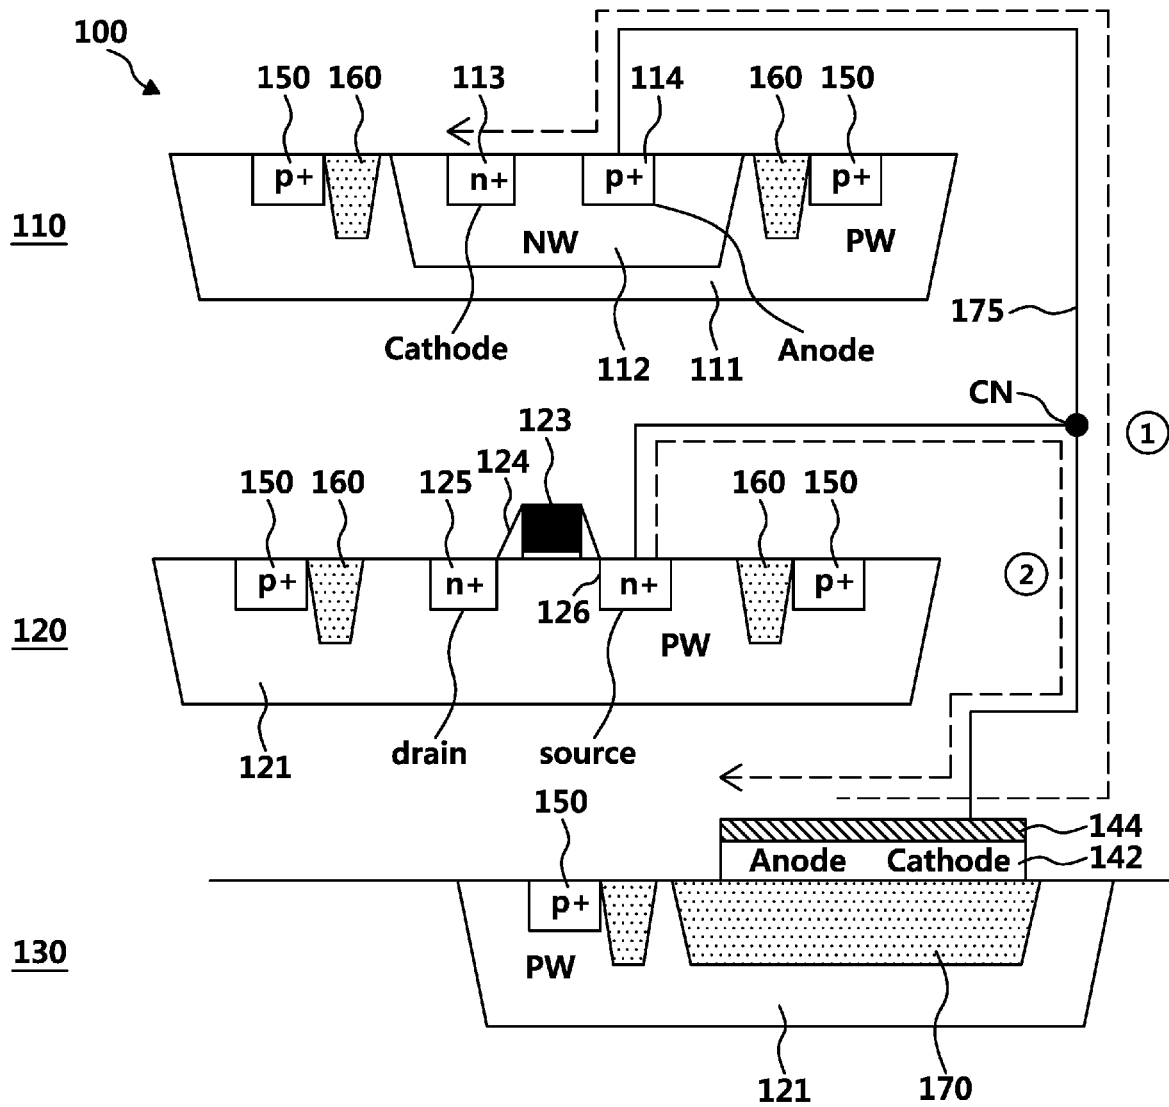 100
150 160 113 114 160 150
p+ n+ p+ p+
110 NW PW
175
Cathode 112 111 Anode
CN
123
1
124
150 160 125 160 150
2
p+ n+ n+ p+
126
120 PW
121 drain source
150
144
Anode Cathode 142
p+
130 PW
121 170